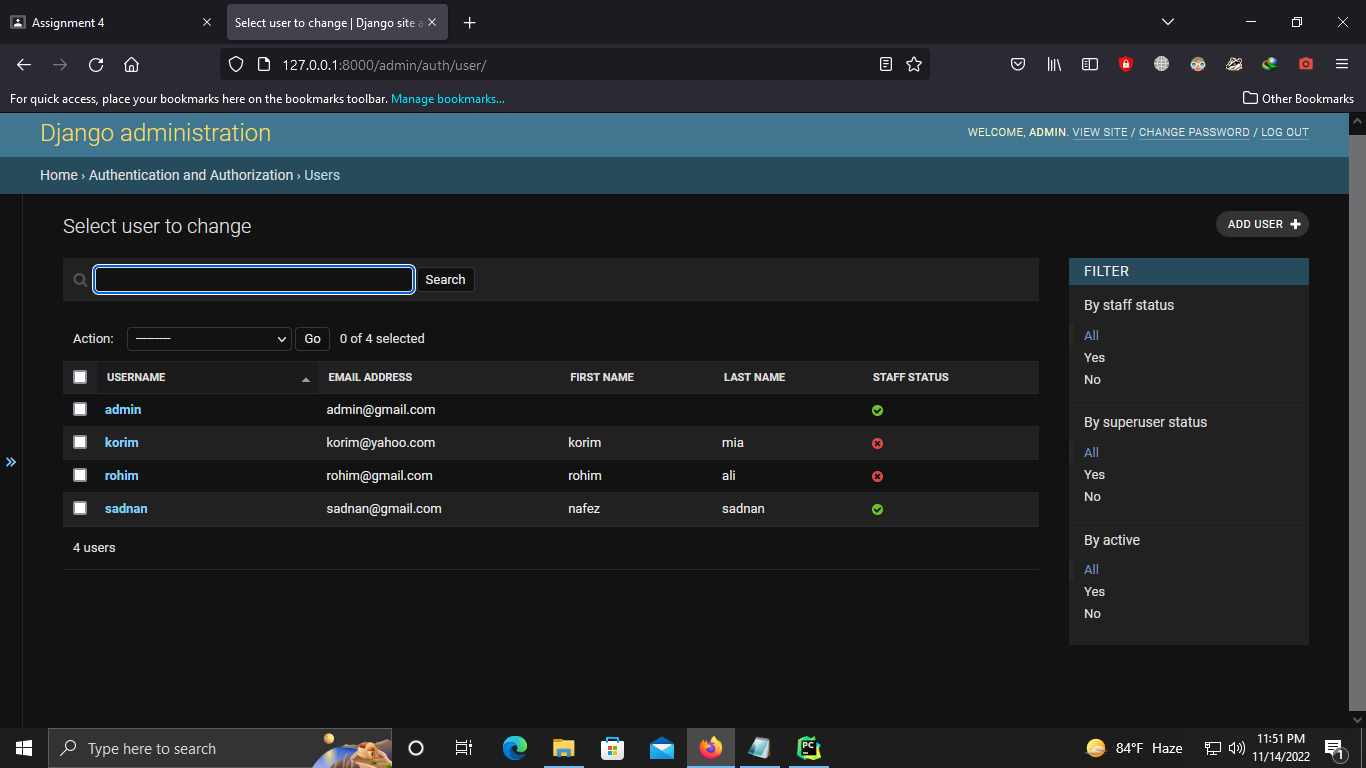 Assignment 4
Select user to change | Django site a
127.0.0.1:8000/admin/auth/user/
For quick access, place your bookmarks here on the bookmarks toolbar. Manage bookmarks...
Other Bookmarks
Django administration
WELCOME, ADMIN. VIEW SITE / CHANGE PASSWORD / LOG OUT
Home › Authentication and Authorization › Users
Select user to change
ADD USER
Search
Action: --------- Go 0 of 4 selected
USERNAME EMAIL ADDRESS FIRST NAME LAST NAME STAFF STATUS
admin admin@gmail.com
korim korim@yahoo.com korim mia
rohim rohim@gmail.com rohim ali
sadnan sadnan@gmail.com nafez sadnan
4 users
FILTER
By staff status
All
Yes
No
By superuser status
All
Yes
No
By active
All
Yes
No
Type here to search
PC
84°F Haze
11:51 PM
11/14/2022
1